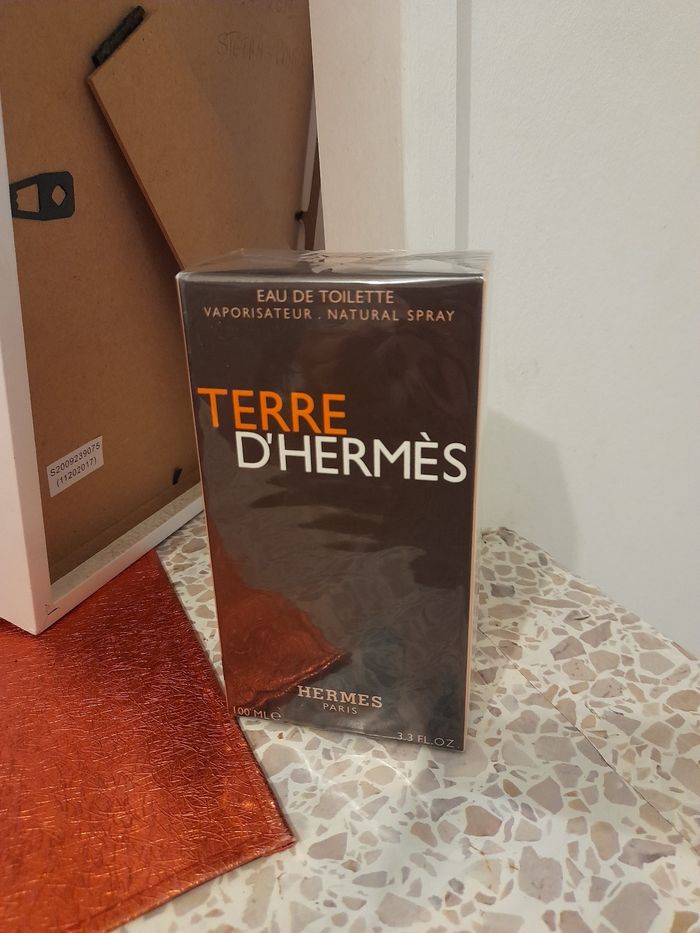 EAU DE TOILETTE
VAPORISATEUR . NATURAL SPRAY
TERRE
D'HERMÈS
HERMES
PARIS
100 ML e
3.3 FL.OZ.
S2009239075
(11202017)